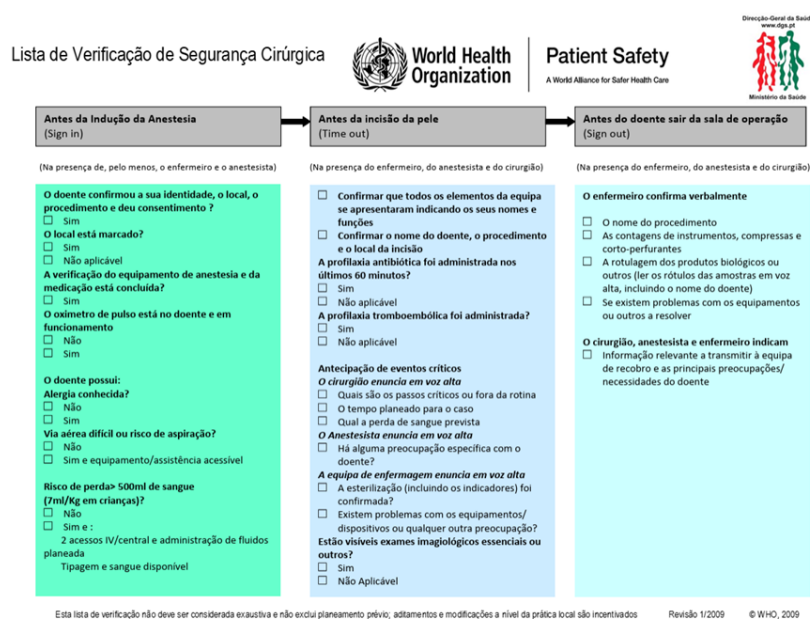 Direcção-Geral da Saúd
www.dgs.pt
Lista de Verificação de Segurança Cirúrgica
World Health
Organization
Patient Safety
A World Alliance for Safer Health Care
Ministério da Saúde
Antes da Indução da Anestesia
(Sign in)
Antes da incisão da pele
(Time out)
Antes do doente sair da sala de operação
(Sign out)
(Na presença de, pelo menos, o enfermeiro e o anestesista)
(Na presença do enfermeiro, do anestesista e do cirurgião)
(Na presença do enfermeiro, do anestesista e do cirurgião)
O doente confirmou a sua identidade, o local, o
procedimento e deu consentimento ?
Sim
O local está marcado?
Sim
Não aplicável
A verificação do equipamento de anestesia e da
medicação está concluída?
Sim
O oximetro de pulso está no doente e em
funcionamento
Não
Sim
O doente possui:
Alergia conhecida?
Não
Sim
Via aérea difícil ou risco de aspiração?
Não
Sim e equipamento/assistência acessível
Risco de perda> 500ml de sangue
(7ml/Kg em crianças)?
Não
Sim e :
2 acessos IV/central e administração de fluidos
planeada
Tipagem e sangue disponível
Confirmar que todos os elementos da equipa
se apresentaram indicando os seus nomes e
funções
Confirmar o nome do doente, o procedimento
e o local da incisão
A profilaxia antibiótica foi administrada nos
últimos 60 minutos?
Sim
Não aplicável
A profilaxia tromboembólica foi administrada?
Sim
Não aplicável
Antecipação de eventos críticos
O cirurgião enuncia em voz alta
Quais são os passos críticos ou fora da rotina
O tempo planeado para o caso
Qual a perda de sangue prevista
O Anestesista enuncia em voz alta
Há alguma preocupação específica com o
doente?
A equipa de enfermagem enuncia em voz alta
A esterilização (incluindo os indicadores) foi
confirmada?
Existem problemas com os equipamentos/
dispositivos ou qualquer outra preocupação?
Estão visíveis exames imagiológicos essenciais ou
outros?
Sim
Não Aplicável
O enfermeiro confirma verbalmente
O nome do procedimento
As contagens de instrumentos, compressas e
corto-perfurantes
A rotulagem dos produtos biológicos ou
outros (ler os rótulos das amostras em voz
alta, incluindo o nome do doente)
Se existem problemas com os equipamentos
ou outros a resolver
O cirurgião, anestesista e enfermeiro indicam
Informação relevante a transmitir à equipa
de recobro e as principais preocupações/
necessidades do doente
Esta lista de verificação não deve ser considerada exaustiva e não exclui planeamento prévio; aditamentos e modificações a nível da prática local são incentivados
Revisão 1/2009
© WHO, 2009